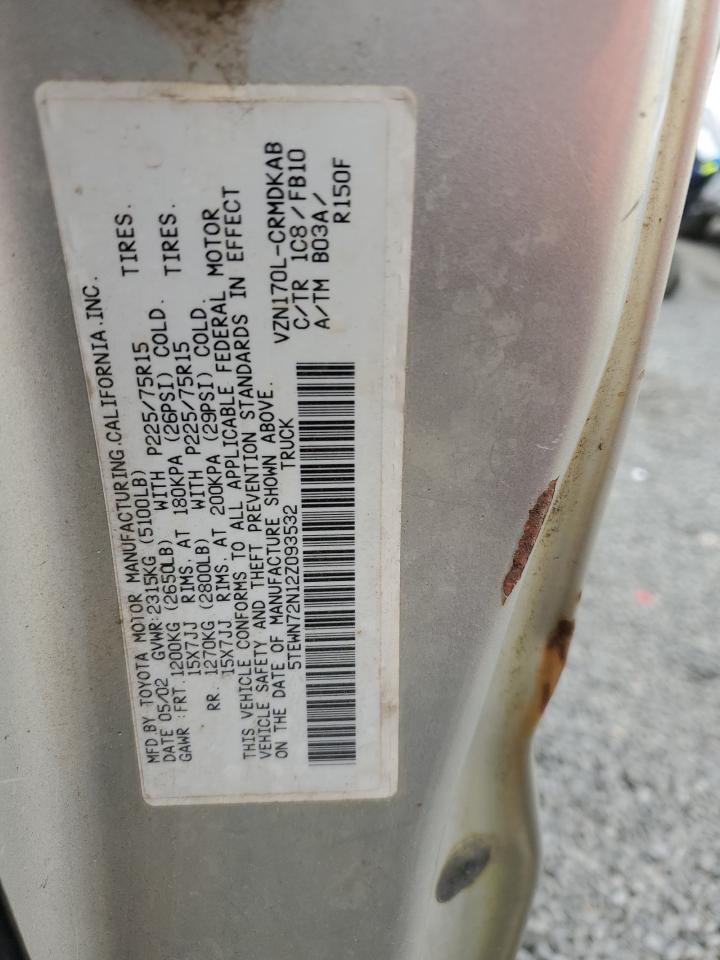 MFD BY TOYOTA MOTOR MANUFACTURING.CALIFORNIA.INC.
DATE 05/02 GVWR:2315KG (5100LB)
GAWR :FRT.1200KG (2650LB) WITH P225/75R15 TIRES.
15X7JJ RIMS. AT 180KPA (26PSI) COLD.
RR. 1270KG (2800LB) WITH P225/75R15 TIRES.
15X7JJ RIMS. AT 200KPA (29PSI) COLD.
THIS VEHICLE CONFORMS TO ALL APPLICABLE FEDERAL MOTOR
VEHICLE SAFETY AND THEFT PREVENTION STANDARDS IN EFFECT
ON THE DATE OF MANUFACTURE SHOWN ABOVE.
5TEWN72N12Z093532 TRUCK
VZN170L-CRMDKAB
C/TR 1C8/FB10
A/TM B03A/
R150F